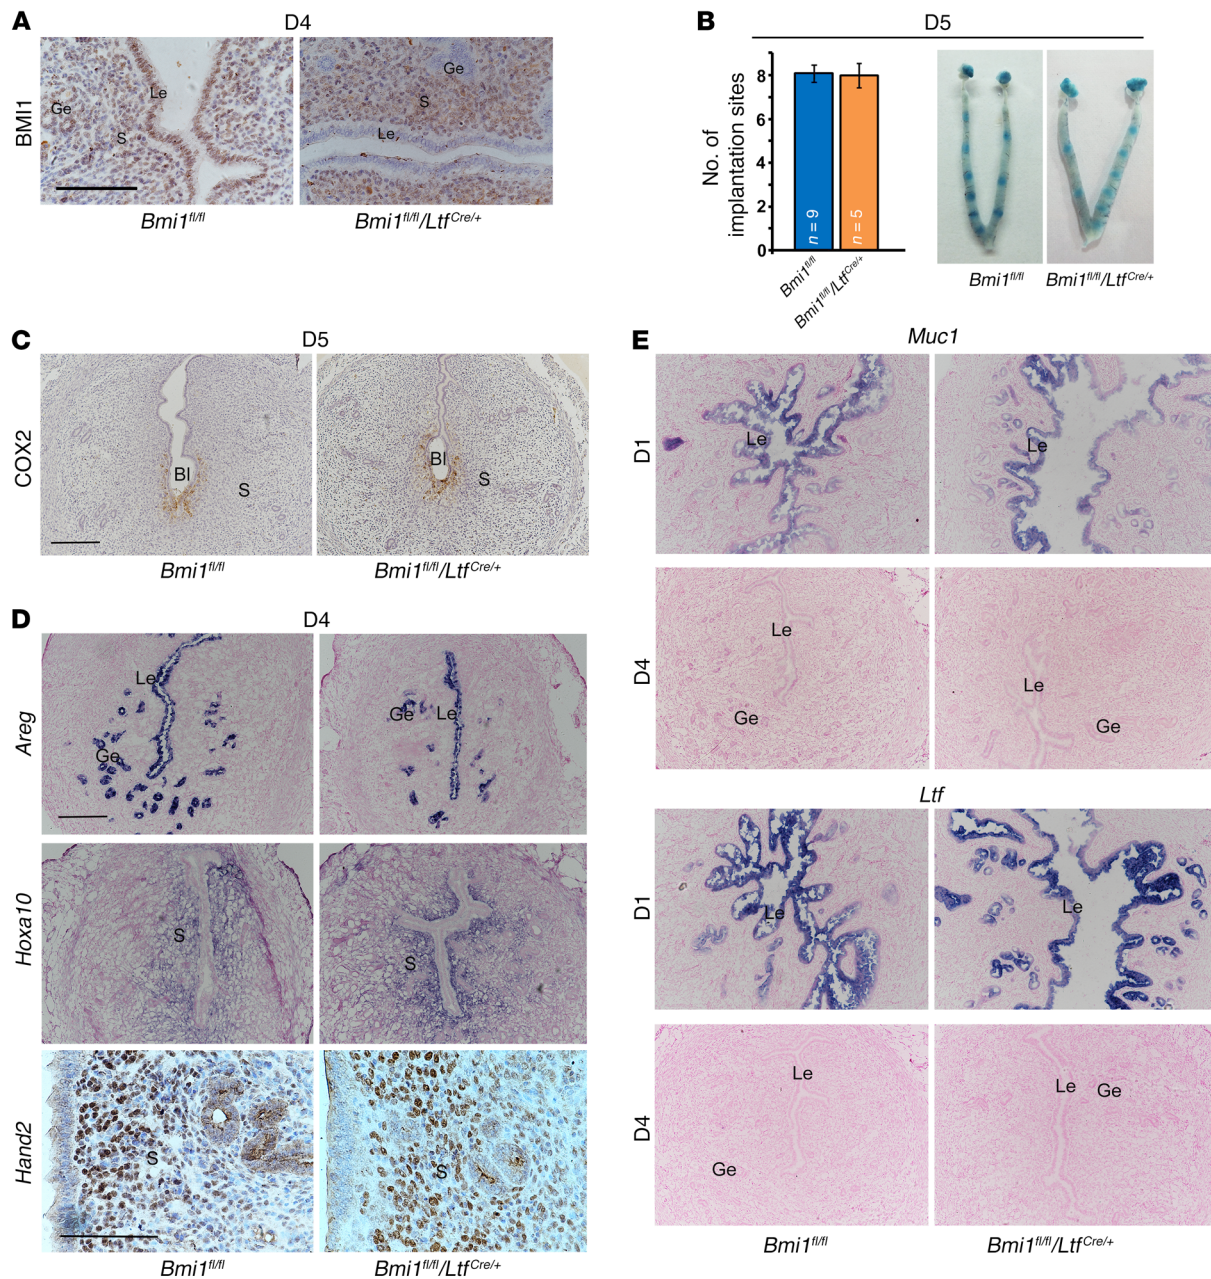 A
D4
BMI1
Ge
Le
S
Ge
S
Le
Bmi1fl/fl
Bmi1fl/fl/LtfCre/+
B
D5
No. of
implantation sites
8
6
4
2
0
n = 9
n = 5
Bmi1fl/fl
Bmi1fl/fl/LtfCre/+
Bmi1fl/fl
Bmi1fl/fl/LtfCre/+
C
D5
COX2
Bl
S
Bl
S
Bmi1fl/fl
Bmi1fl/fl/LtfCre/+
D
D4
Areg
Le
Ge
Ge
Le
Hoxa10
S
S
Hand2
S
S
Bmi1fl/fl
Bmi1fl/fl/LtfCre/+
E
Muc1
D1
Le
Le
D4
Le
Ge
Le
Ge
Ltf
D1
Le
Le
D4
Le
Ge
Le
Ge
Bmi1fl/fl
Bmi1fl/fl/LtfCre/+